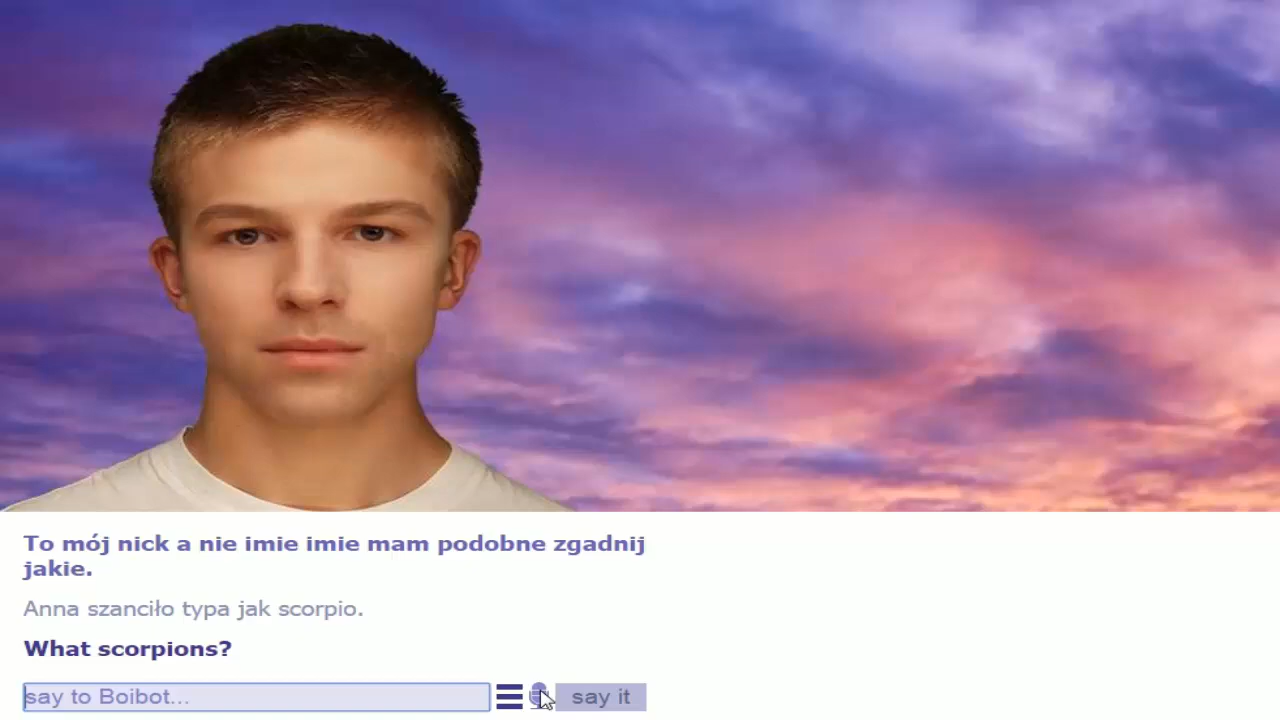 To mój nick a nie imie imie mam podobne zgadnij
jakie.
Anna szanciło typa jak scorpio.
What scorpions?
say to Boibot...
say it